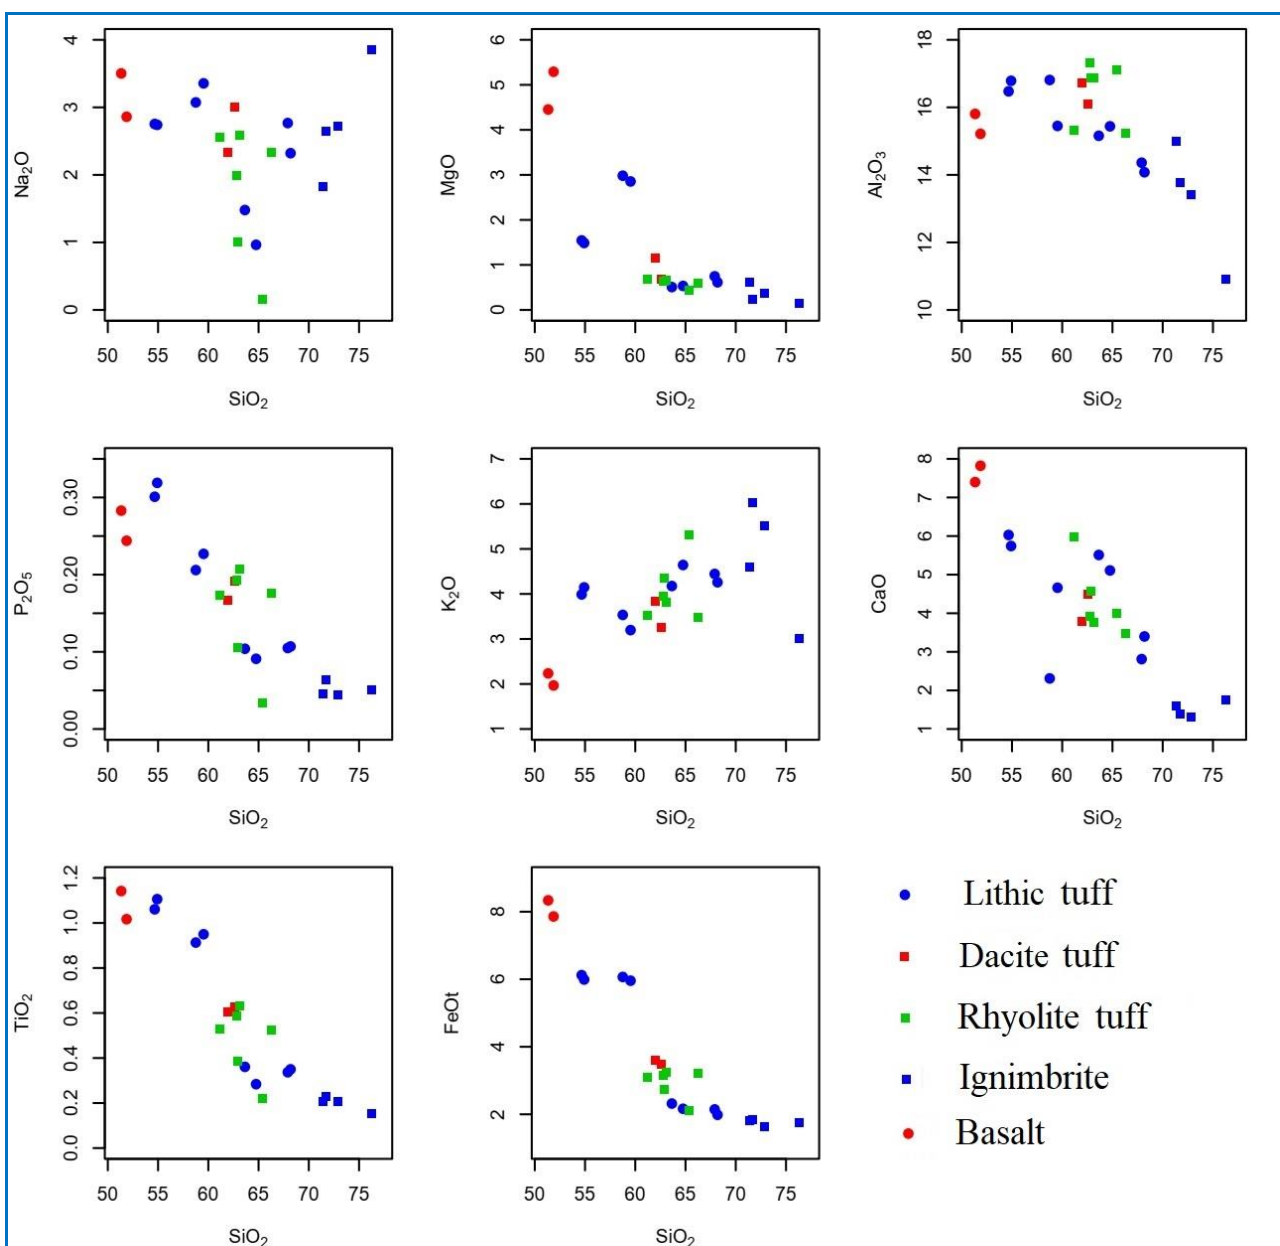 Na₂O
4
3
2
1
0
50 55 60 65 70 75
SiO₂
MgO
6
5
4
3
2
1
0
50 55 60 65 70 75
SiO₂
Al₂O₃
18
16
14
12
10
50 55 60 65 70 75
SiO₂
P₂O₅
0.30
0.20
0.10
0.00
50 55 60 65 70 75
SiO₂
K₂O
7
6
5
4
3
2
1
50 55 60 65 70 75
SiO₂
CaO
8
7
6
5
4
3
2
1
50 55 60 65 70 75
SiO₂
TiO₂
1.2
1.0
0.8
0.6
0.4
0.2
0.0
50 55 60 65 70 75
SiO₂
FeOt
8
6
4
2
50 55 60 65 70 75
SiO₂
Lithic tuff
Dacite tuff
Rhyolite tuff
Ignimbrite
Basalt